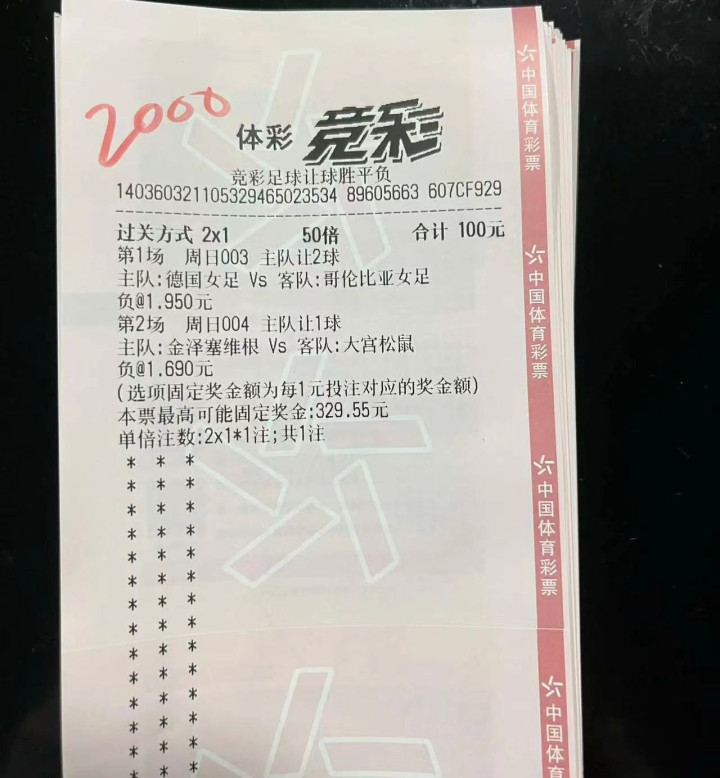 2000
体彩 竞彩
竞彩足球让球胜平负
140360321105329465023534 89605663 607CF929
过关方式 2x1 50倍 合计 100元
第1场 周日003 主队让2球
主队:德国女足 Vs 客队:哥伦比亚女足
负@1.950元
第2场 周日004 主队让1球
主队:金泽塞维根 Vs 客队:大宫松鼠
负@1.690元
(选项固定奖金额为每1元投注对应的奖金额)
本票最高可能固定奖金:329.55元
单倍注数:2x1*1注;共1注
* * *
* * *
* * *
* * *
* * *
* * *
* * *
* * *
* * *
* * *
* * *
* * *
* * *
* * *
中国体育彩票
中国体育彩票
中国体育彩票
中国体育